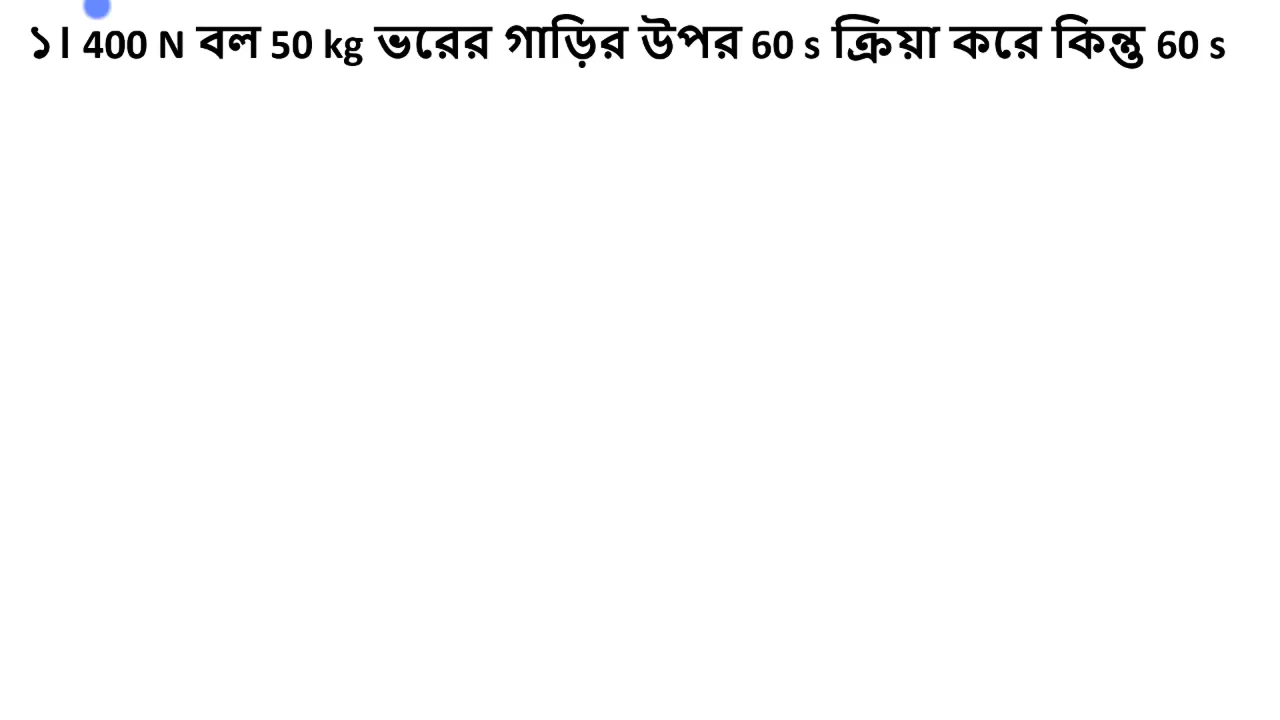 ১। 400 N বল 50 kg ভরের গাড়ির উপর 60 s ক্রিয়া করে কিন্তু 60 s